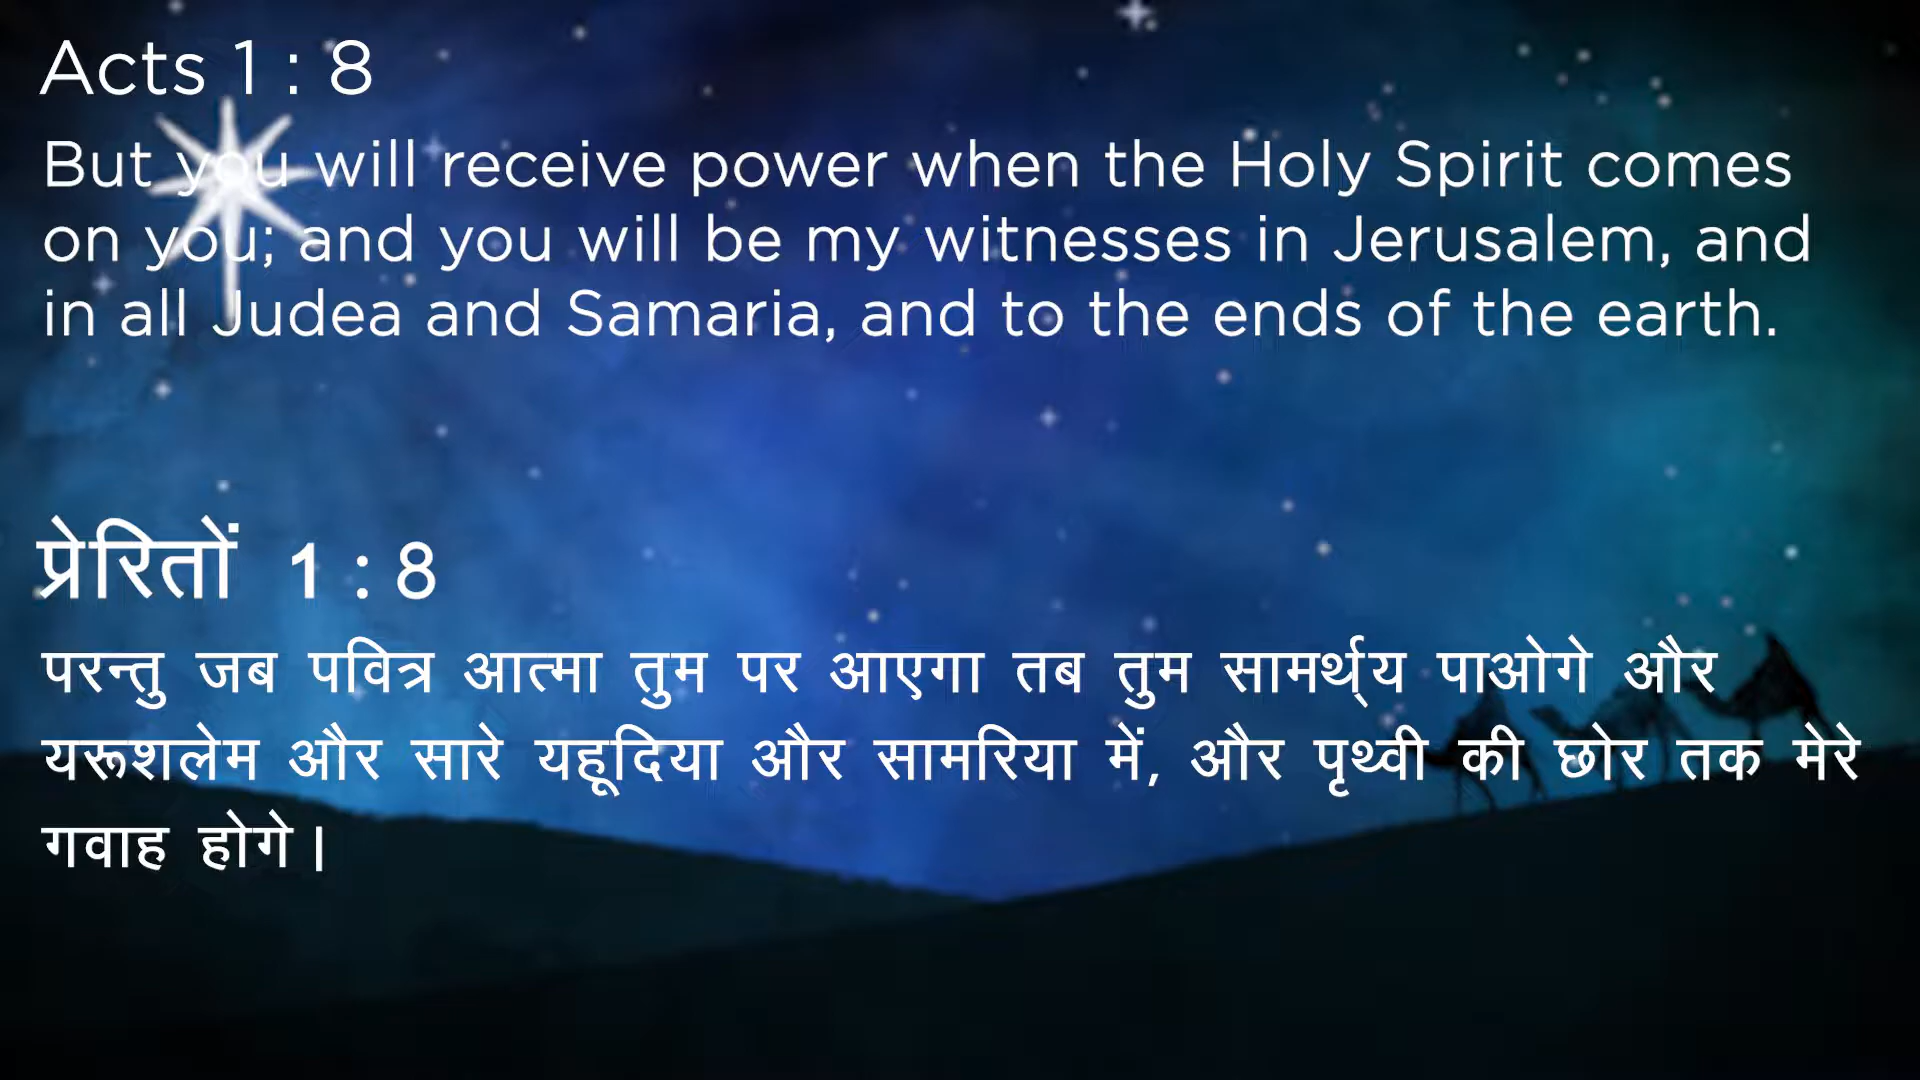 Acts 1 : 8
But you will receive power when the Holy Spirit comes
on you; and you will be my witnesses in Jerusalem, and
in all Judea and Samaria, and to the ends of the earth.
प्रेरितों 1 : 8
परन्तु जब पवित्र आत्मा तुम पर आएगा तब तुम सामर्थ्‍य पाओगे और
यरूशलेम और सारे यहूदिया और सामरिया में, और पृथ्वी की छोर तक मेरे
गवाह होगे।